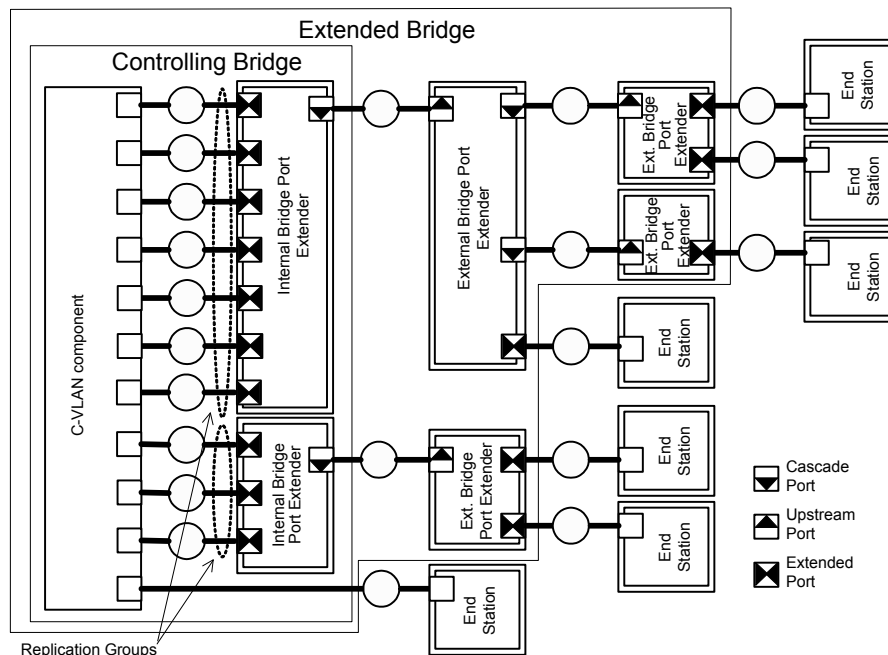 Extended Bridge
Controlling Bridge
C-VLAN component
Internal Bridge Port
Extender
Internal Bridge
Port Extender
External Bridge Port
Extender
Ext. Bridge
Port
Extender
Ext. Bridge
Port Extender
Ext. Bridge
Port Extender
End
Station
End
Station
End
Station
End
Station
End
Station
End
Station
End
Station
Cascade
Port
Upstream
Port
Extended
Port
Replication Groups